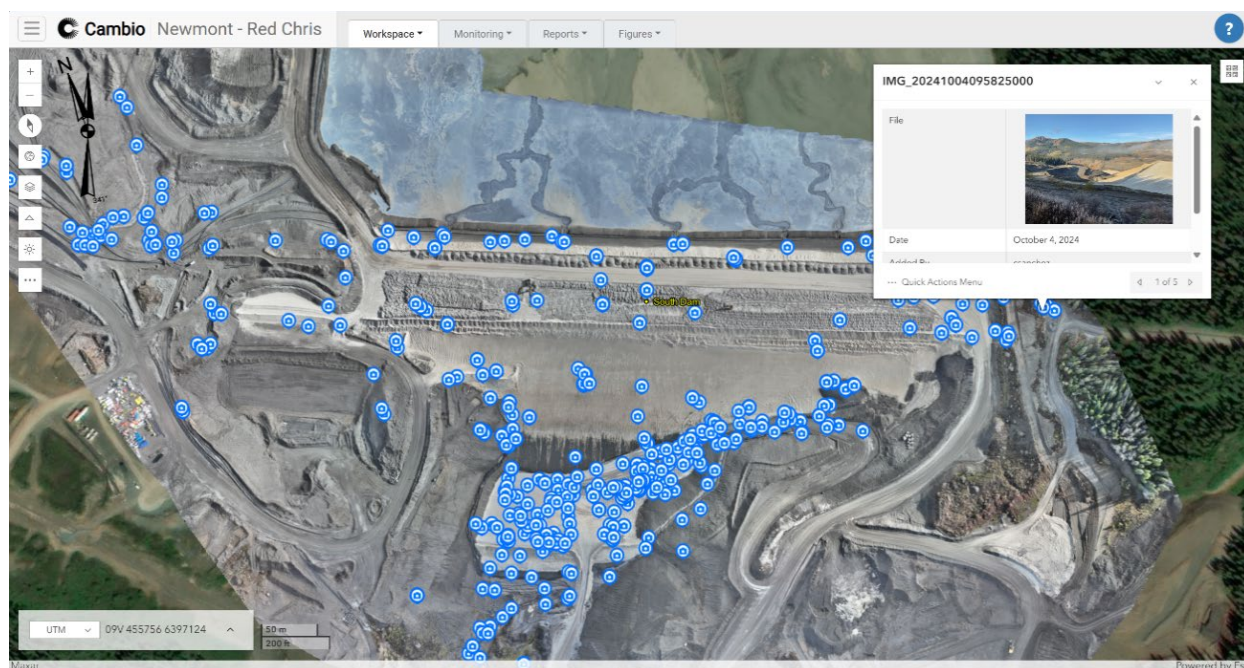 Cambio Newmont - Red Chris Workspace Monitoring Reports Figures ?
N
IMG_20241004095825000
File
Date October 4, 2024
Quick Actions Menu 1 of 5
South Dam
UTM 09V 455756 6397124
50 m
200 ft
Maxar
Powered by